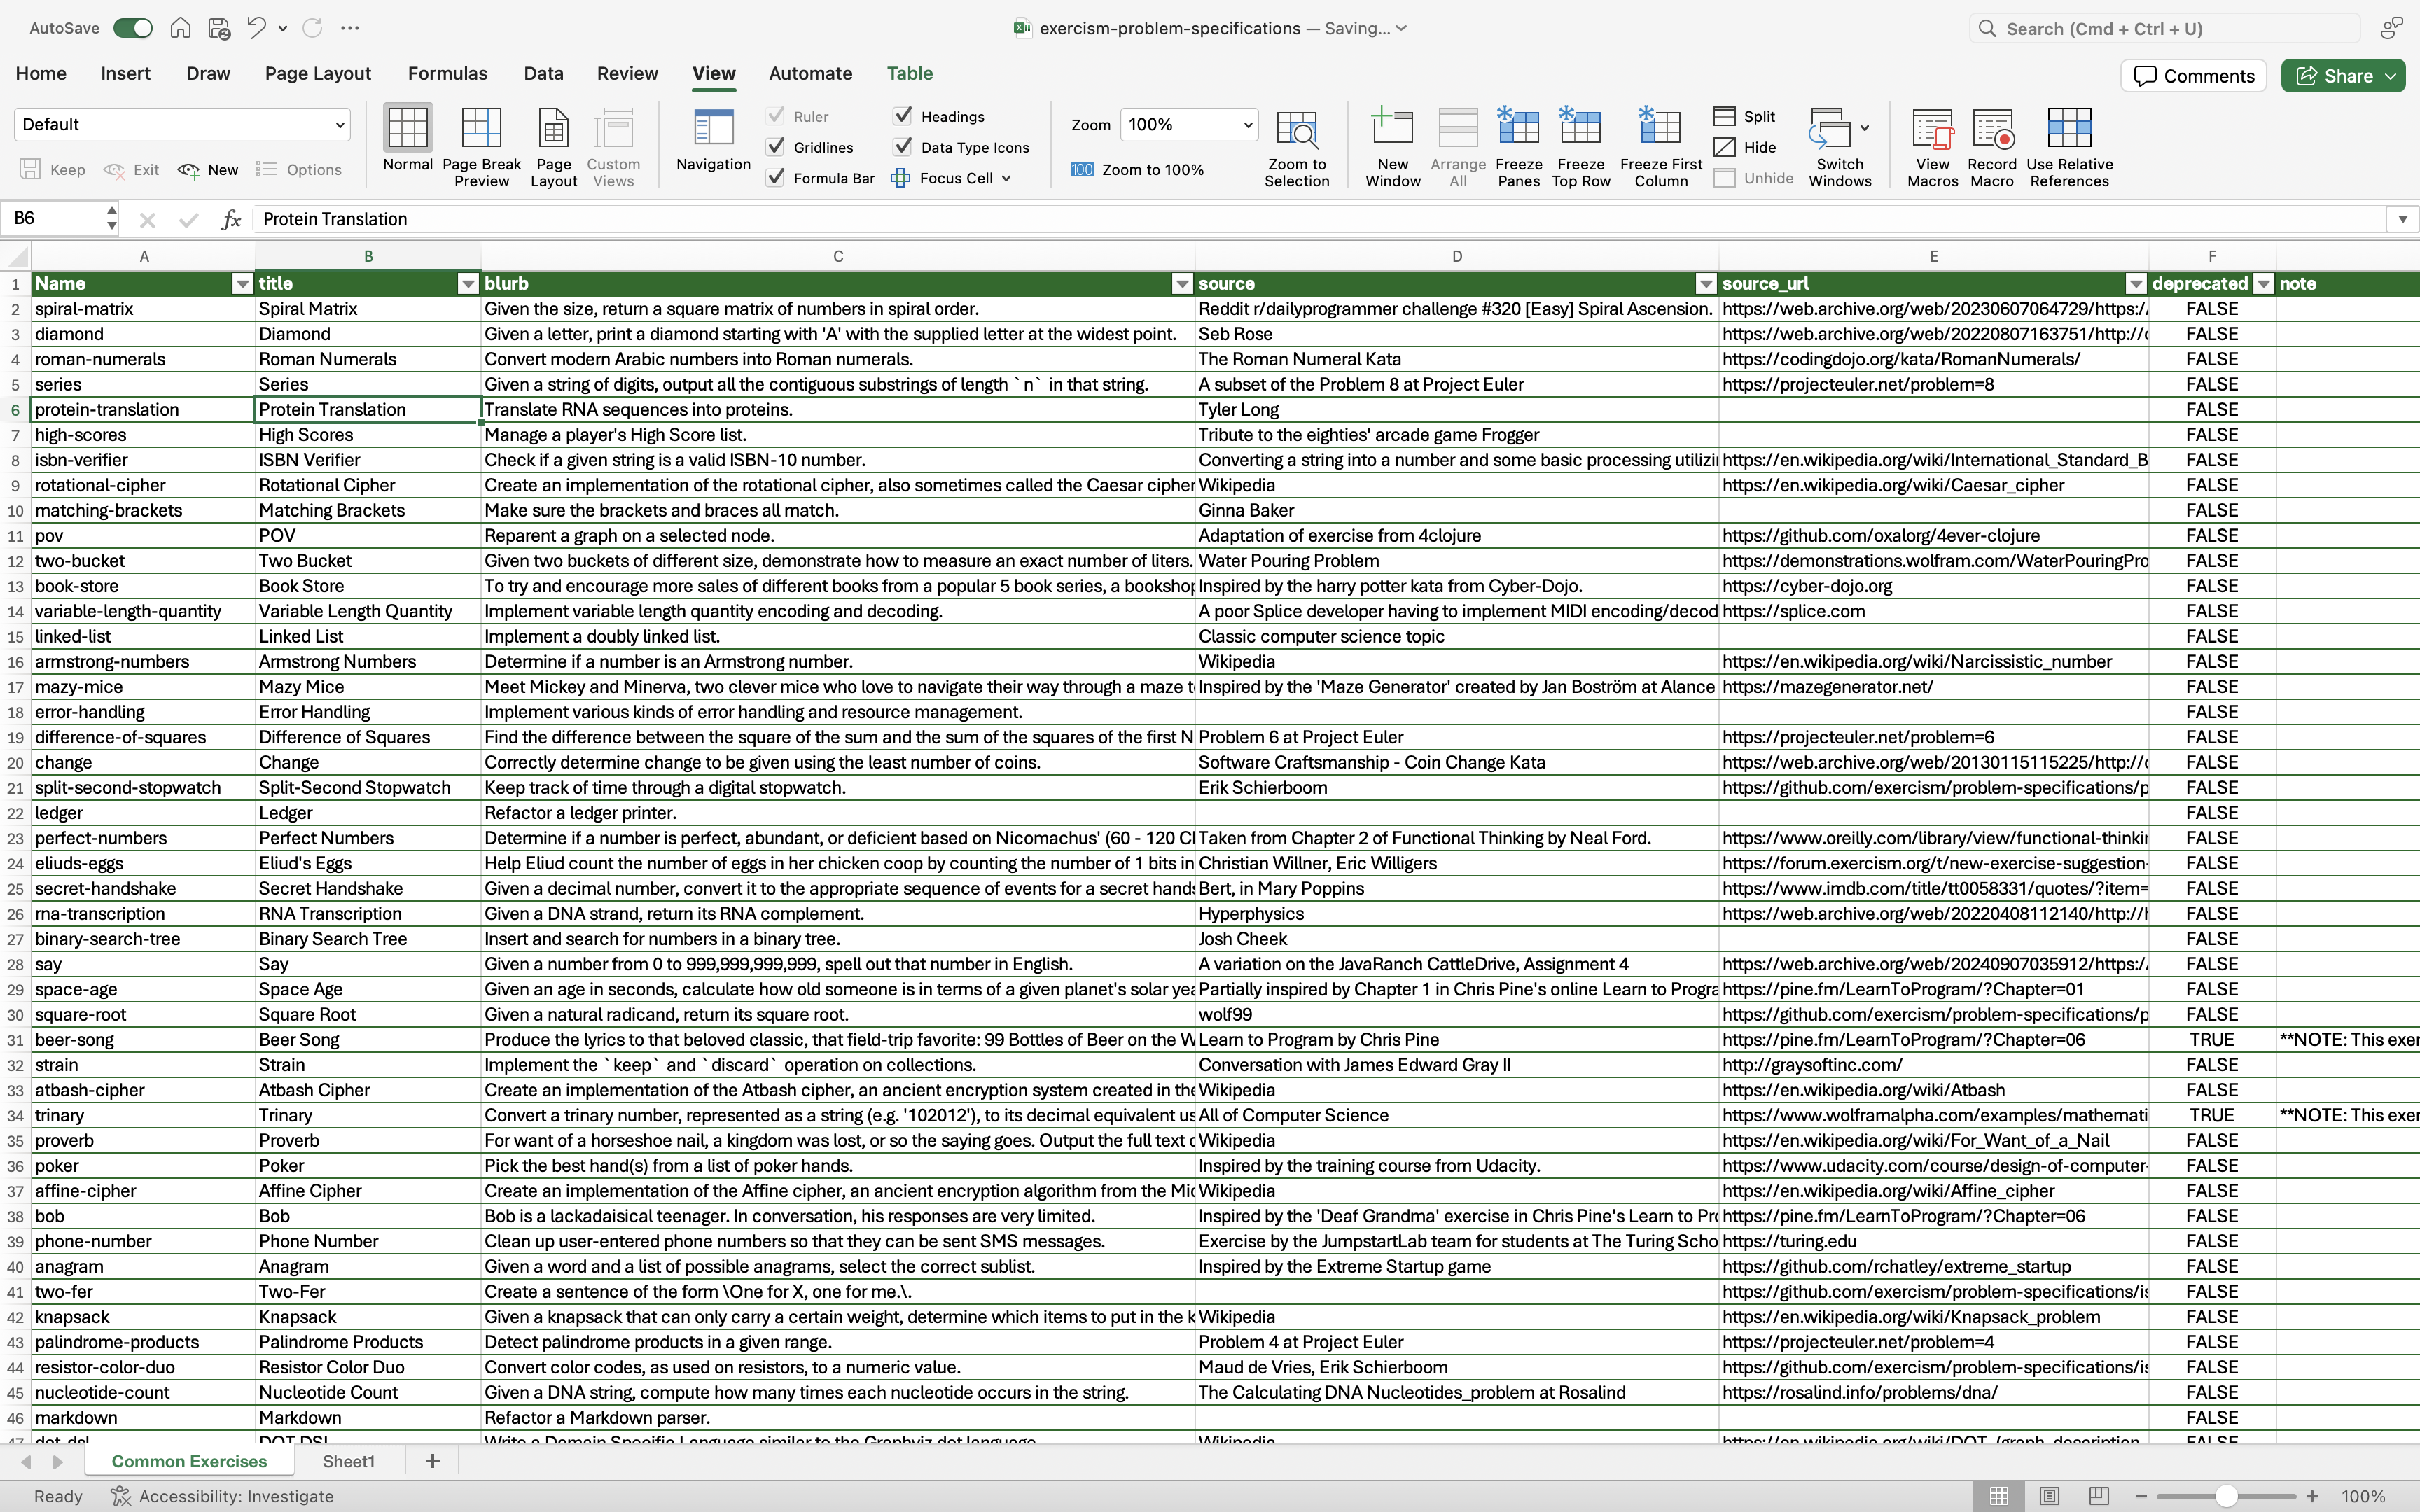 AutoSave
exercism-problem-specifications — Saving...
Search (Cmd + Ctrl + U)
Home Insert Draw Page Layout Formulas Data Review View Automate Table
Comments Share
Default
Keep Exit New Options
Normal Page Break Preview Page Layout Custom Views
Navigation
Ruler Headings
Gridlines Data Type Icons
Formula Bar Focus Cell
Zoom 100%
100 Zoom to 100%
Zoom to Selection
New Window Arrange All Freeze Panes Freeze Top Row Freeze First Column
Split
Hide
Unhide
Switch Windows
View Macros Record Macro Use Relative References
B6 fx Protein Translation
A B C D E F
1 Name title blurb source source_url deprecated note
2 spiral-matrix Spiral Matrix Given the size, return a square matrix of numbers in spiral order. Reddit r/dailyprogrammer challenge #320 [Easy] Spiral Ascension. https://web.archive.org/web/20230607064729/https:/ FALSE
3 diamond Diamond Given a letter, print a diamond starting with 'A' with the supplied letter at the widest point. Seb Rose https://web.archive.org/web/20220807163751/http:// FALSE
4 roman-numerals Roman Numerals Convert modern Arabic numbers into Roman numerals. The Roman Numeral Kata https://codingdojo.org/kata/RomanNumerals/ FALSE
5 series Series Given a string of digits, output all the contiguous substrings of length `n` in that string. A subset of the Problem 8 at Project Euler https://projecteuler.net/problem=8 FALSE
6 protein-translation Protein Translation Translate RNA sequences into proteins. Tyler Long FALSE
7 high-scores High Scores Manage a player's High Score list. Tribute to the eighties' arcade game Frogger FALSE
8 isbn-verifier ISBN Verifier Check if a given string is a valid ISBN-10 number. Converting a string into a number and some basic processing utilizi https://en.wikipedia.org/wiki/International_Standard_B FALSE
9 rotational-cipher Rotational Cipher Create an implementation of the rotational cipher, also sometimes called the Caesar cipher Wikipedia https://en.wikipedia.org/wiki/Caesar_cipher FALSE
10 matching-brackets Matching Brackets Make sure the brackets and braces all match. Ginna Baker FALSE
11 pov POV Reparent a graph on a selected node. Adaptation of exercise from 4clojure https://github.com/oxalorg/4ever-clojure FALSE
12 two-bucket Two Bucket Given two buckets of different size, demonstrate how to measure an exact number of liters. Water Pouring Problem https://demonstrations.wolfram.com/WaterPouringPro FALSE
13 book-store Book Store To try and encourage more sales of different books from a popular 5 book series, a bookshop Inspired by the harry potter kata from Cyber-Dojo. https://cyber-dojo.org FALSE
14 variable-length-quantity Variable Length Quantity Implement variable length quantity encoding and decoding. A poor Splice developer having to implement MIDI encoding/decod https://splice.com FALSE
15 linked-list Linked List Implement a doubly linked list. Classic computer science topic FALSE
16 armstrong-numbers Armstrong Numbers Determine if a number is an Armstrong number. Wikipedia https://en.wikipedia.org/wiki/Narcissistic_number FALSE
17 mazy-mice Mazy Mice Meet Mickey and Minerva, two clever mice who love to navigate their way through a maze t Inspired by the 'Maze Generator' created by Jan Boström at Alance https://mazegenerator.net/ FALSE
18 error-handling Error Handling Implement various kinds of error handling and resource management. FALSE
19 difference-of-squares Difference of Squares Find the difference between the square of the sum and the sum of the squares of the first N Problem 6 at Project Euler https://projecteuler.net/problem=6 FALSE
20 change Change Correctly determine change to be given using the least number of coins. Software Craftsmanship - Coin Change Kata https://web.archive.org/web/20130115115225/http:// FALSE
21 split-second-stopwatch Split-Second Stopwatch Keep track of time through a digital stopwatch. Erik Schierboom https://github.com/exercism/problem-specifications/p FALSE
22 ledger Ledger Refactor a ledger printer. FALSE
23 perfect-numbers Perfect Numbers Determine if a number is perfect, abundant, or deficient based on Nicomachus' (60 - 120 C Taken from Chapter 2 of Functional Thinking by Neal Ford. https://www.oreilly.com/library/view/functional-thinkin FALSE
24 eliuds-eggs Eliud's Eggs Help Eliud count the number of eggs in her chicken coop by counting the number of 1 bits in Christian Willner, Eric Willigers https://forum.exercism.org/t/new-exercise-suggestion- FALSE
25 secret-handshake Secret Handshake Given a decimal number, convert it to the appropriate sequence of events for a secret hands Bert, in Mary Poppins https://www.imdb.com/title/tt0058331/quotes/?item= FALSE
26 rna-transcription RNA Transcription Given a DNA strand, return its RNA complement. Hyperphysics https://web.archive.org/web/20220408112140/http:// FALSE
27 binary-search-tree Binary Search Tree Insert and search for numbers in a binary tree. Josh Cheek FALSE
28 say Say Given a number from 0 to 999,999,999,999, spell out that number in English. A variation on the JavaRanch CattleDrive, Assignment 4 https://web.archive.org/web/20240907035912/https:/ FALSE
29 space-age Space Age Given an age in seconds, calculate how old someone is in terms of a given planet's solar yea Partially inspired by Chapter 1 in Chris Pine's online Learn to Progra https://pine.fm/LearnToProgram/?Chapter=01 FALSE
30 square-root Square Root Given a natural radicand, return its square root. wolf99 https://github.com/exercism/problem-specifications/p FALSE
31 beer-song Beer Song Produce the lyrics to that beloved classic, that field-trip favorite: 99 Bottles of Beer on the W Learn to Program by Chris Pine https://pine.fm/LearnToProgram/?Chapter=06 TRUE **NOTE: This exer
32 strain Strain Implement the `keep` and `discard` operation on collections. Conversation with James Edward Gray II http://graysoftinc.com/ FALSE
33 atbash-cipher Atbash Cipher Create an implementation of the Atbash cipher, an ancient encryption system created in the Wikipedia https://en.wikipedia.org/wiki/Atbash FALSE
34 trinary Trinary Convert a trinary number, represented as a string (e.g. '102012'), to its decimal equivalent us All of Computer Science https://www.wolframalpha.com/examples/mathemati TRUE **NOTE: This exer
35 proverb Proverb For want of a horseshoe nail, a kingdom was lost, or so the saying goes. Output the full text o Wikipedia https://en.wikipedia.org/wiki/For_Want_of_a_Nail FALSE
36 poker Poker Pick the best hand(s) from a list of poker hands. Inspired by the training course from Udacity. https://www.udacity.com/course/design-of-computer- FALSE
37 affine-cipher Affine Cipher Create an implementation of the Affine cipher, an ancient encryption algorithm from the Mid Wikipedia https://en.wikipedia.org/wiki/Affine_cipher FALSE
38 bob Bob Bob is a lackadaisical teenager. In conversation, his responses are very limited. Inspired by the 'Deaf Grandma' exercise in Chris Pine's Learn to Pro https://pine.fm/LearnToProgram/?Chapter=06 FALSE
39 phone-number Phone Number Clean up user-entered phone numbers so that they can be sent SMS messages. Exercise by the JumpstartLab team for students at The Turing Scho https://turing.edu FALSE
40 anagram Anagram Given a word and a list of possible anagrams, select the correct sublist. Inspired by the Extreme Startup game https://github.com/rchatley/extreme_startup FALSE
41 two-fer Two-Fer Create a sentence of the form \One for X, one for me.\. https://github.com/exercism/problem-specifications/is FALSE
42 knapsack Knapsack Given a knapsack that can only carry a certain weight, determine which items to put in the k Wikipedia https://en.wikipedia.org/wiki/Knapsack_problem FALSE
43 palindrome-products Palindrome Products Detect palindrome products in a given range. Problem 4 at Project Euler https://projecteuler.net/problem=4 FALSE
44 resistor-color-duo Resistor Color Duo Convert color codes, as used on resistors, to a numeric value. Maud de Vries, Erik Schierboom https://github.com/exercism/problem-specifications/is FALSE
45 nucleotide-count Nucleotide Count Given a DNA string, compute how many times each nucleotide occurs in the string. The Calculating DNA Nucleotides_problem at Rosalind https://rosalind.info/problems/dna/ FALSE
46 markdown Markdown Refactor a Markdown parser. FALSE
47 dot-dsl DOT DSL Write a Domain Specific Language similar to the Graphviz dot language. Wikipedia https://en.wikipedia.org/wiki/DOT_(graph_description FALSE
Common Exercises Sheet1 +
Ready Accessibility: Investigate 100%